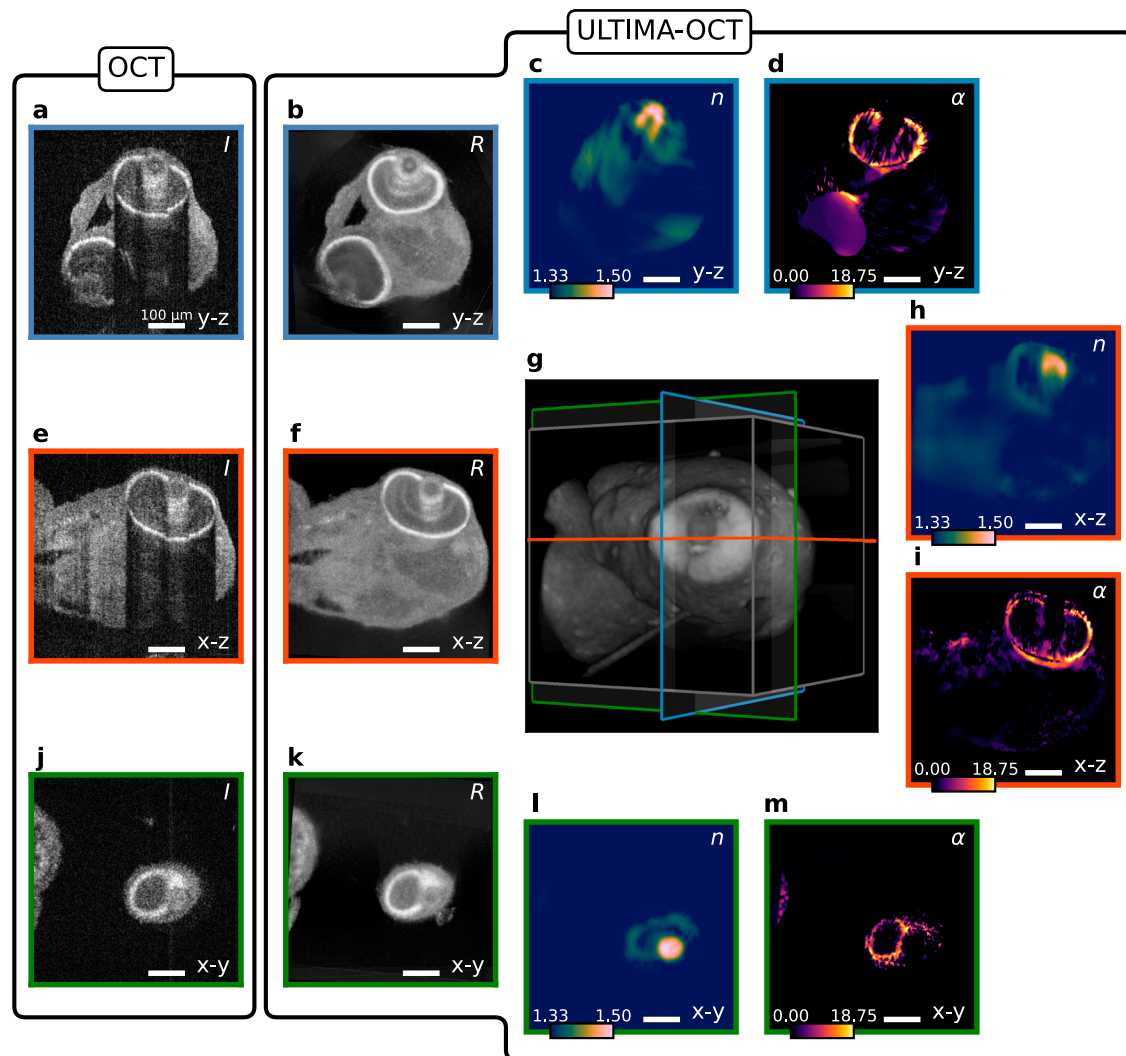 OCT
ULTIMA-OCT
a
I
100 μm
y-z
b
R
y-z
c
n
1.33
1.50
y-z
d
α
0.00
18.75
y-z
e
I
x-z
f
R
x-z
g
h
n
1.33
1.50
x-z
i
α
0.00
18.75
x-z
j
I
x-y
k
R
x-y
l
n
1.33
1.50
x-y
m
α
0.00
18.75
x-y